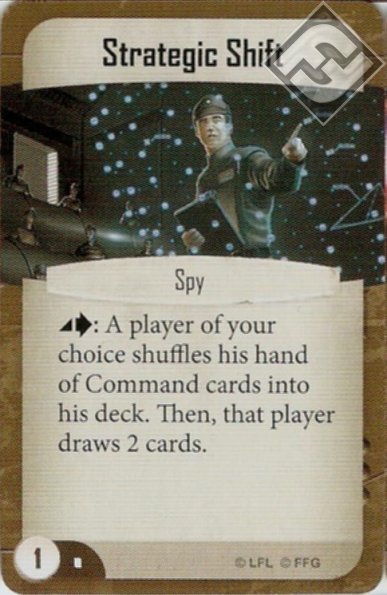 Strategic Shift
Spy
: A player of your
choice shuffles his hand
of Command cards into
his deck. Then, that player
draws 2 cards.
1
© LFL © FFG